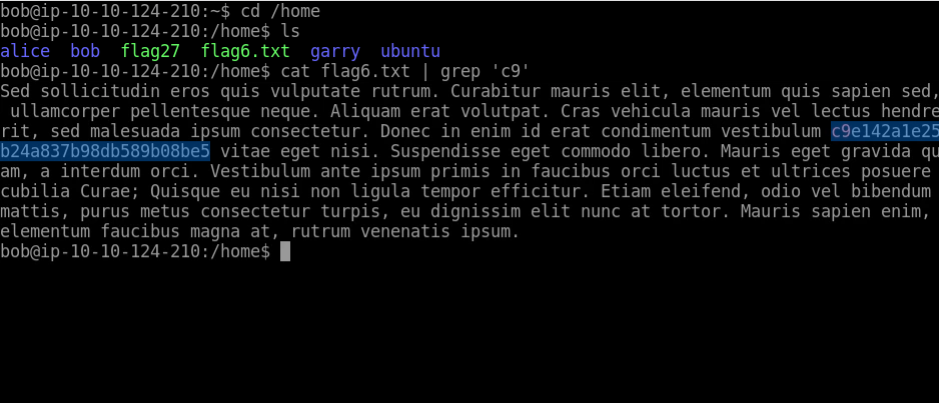 bob@ip-10-10-124-210:~$ cd /home
bob@ip-10-10-124-210:/home$ ls
alice  bob  flag27  flag6.txt  garry  ubuntu
bob@ip-10-10-124-210:/home$ cat flag6.txt | grep 'c9'
Sed sollicitudin eros quis vulputate rutrum. Curabitur mauris elit, elementum quis sapien sed,
 ullamcorper pellentesque neque. Aliquam erat volutpat. Cras vehicula mauris vel lectus hendre
rit, sed malesuada ipsum consectetur. Donec in enim id erat condimentum vestibulum c9e142a1e25
b24a837b98db589b08be5 vitae eget nisi. Suspendisse eget commodo libero. Mauris eget gravida qu
am, a interdum orci. Vestibulum ante ipsum primis in faucibus orci luctus et ultrices posuere
cubilia Curae; Quisque eu nisi non ligula tempor efficitur. Etiam eleifend, odio vel bibendum
mattis, purus metus consectetur turpis, eu dignissim elit nunc at tortor. Mauris sapien enim,
elementum faucibus magna at, rutrum venenatis ipsum.
bob@ip-10-10-124-210:/home$